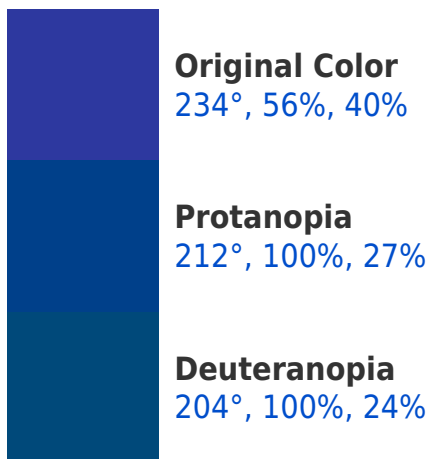 Original Color
234°, 56%, 40%
Protanopia
212°, 100%, 27%
Deuteranopia
204°, 100%, 24%